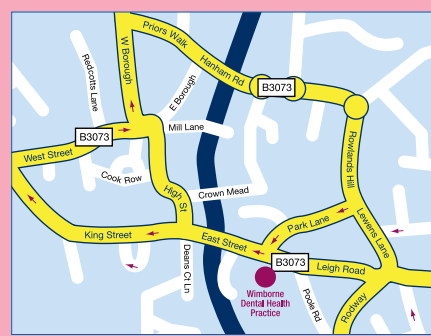 Priors Walk
W Borough
Hanham Rd
Redcotts Lane
E Borough
B3073
B3073
Mill Lane
West Street
Rowlands Hill
Cook Row
High St
Crown Mead
Park Lane
Lewens Lane
King Street
East Street
Deans Ct Ln
B3073
Leigh Road
Wimborne
Dental Health
Practice
Poole Rd
Rodway